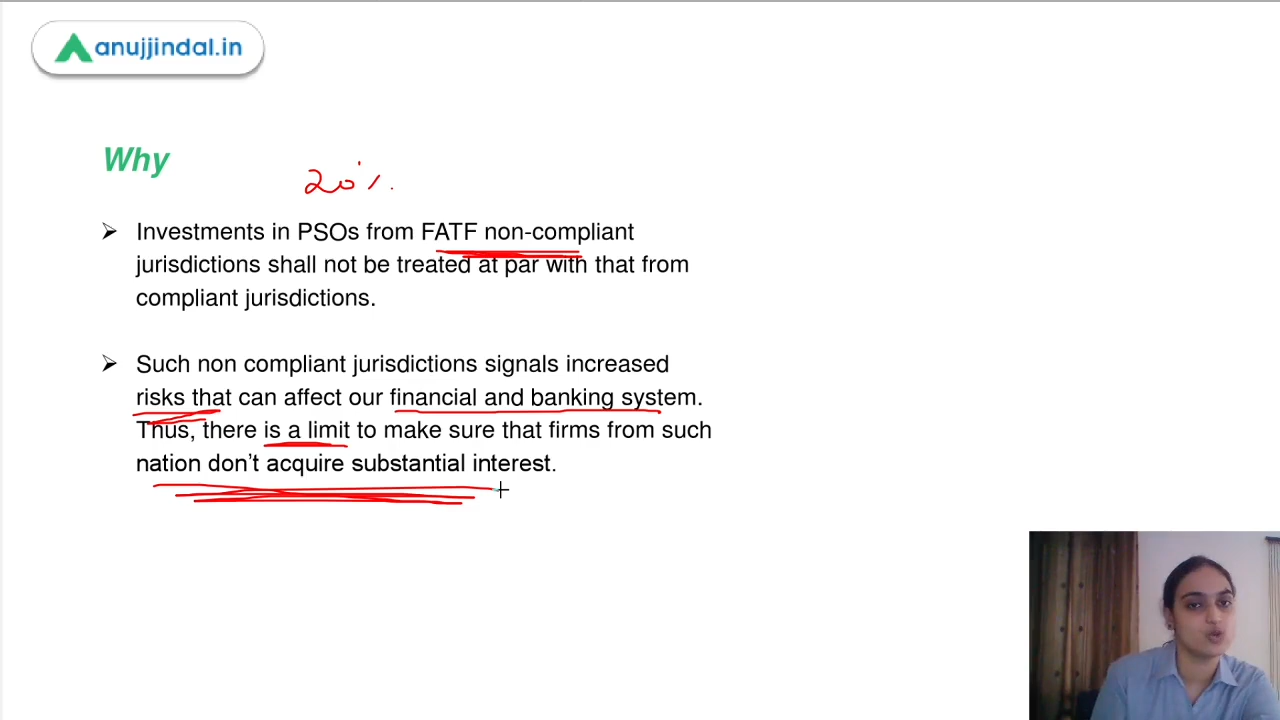 anujjindal.in
Why
20%.
Investments in PSOs from FATF non-compliant
jurisdictions shall not be treated at par with that from
compliant jurisdictions.
Such non compliant jurisdictions signals increased
risks that can affect our financial and banking system.
Thus, there is a limit to make sure that firms from such
nation don't acquire substantial interest.